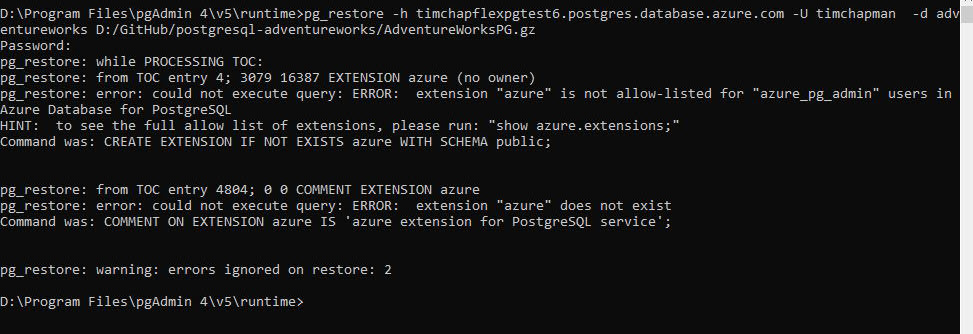 D:\Program Files\pgAdmin 4\v5\runtime>pg_restore -h timchapflexpgtest6.postgres.database.azure.com -U timchapman  -d adv
entureworks D:/GitHub/postgresql-adventureworks/AdventureWorksPG.gz
Password:
pg_restore: while PROCESSING TOC:
pg_restore: from TOC entry 4; 3079 16387 EXTENSION azure (no owner)
pg_restore: error: could not execute query: ERROR:  extension "azure" is not allow-listed for "azure_pg_admin" users in
Azure Database for PostgreSQL
HINT:  to see the full allow list of extensions, please run: "show azure.extensions;"
Command was: CREATE EXTENSION IF NOT EXISTS azure WITH SCHEMA public;
pg_restore: from TOC entry 4804; 0 0 COMMENT EXTENSION azure
pg_restore: error: could not execute query: ERROR:  extension "azure" does not exist
Command was: COMMENT ON EXTENSION azure IS 'azure extension for PostgreSQL service';
pg_restore: warning: errors ignored on restore: 2
D:\Program Files\pgAdmin 4\v5\runtime>